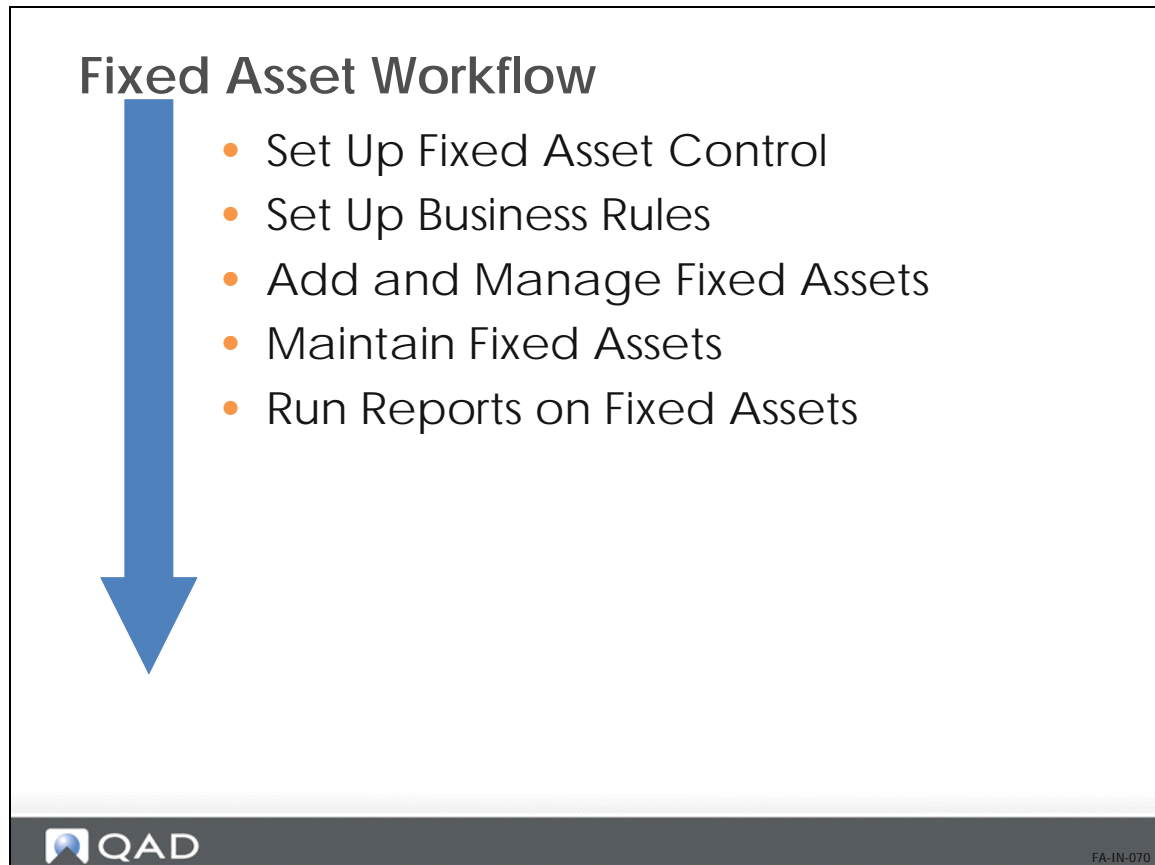 Fixed Asset Workflow
• Set Up Fixed Asset Control
• Set Up Business Rules
• Add and Manage Fixed Assets
• Maintain Fixed Assets
• Run Reports on Fixed Assets
QAD
FA-IN-070